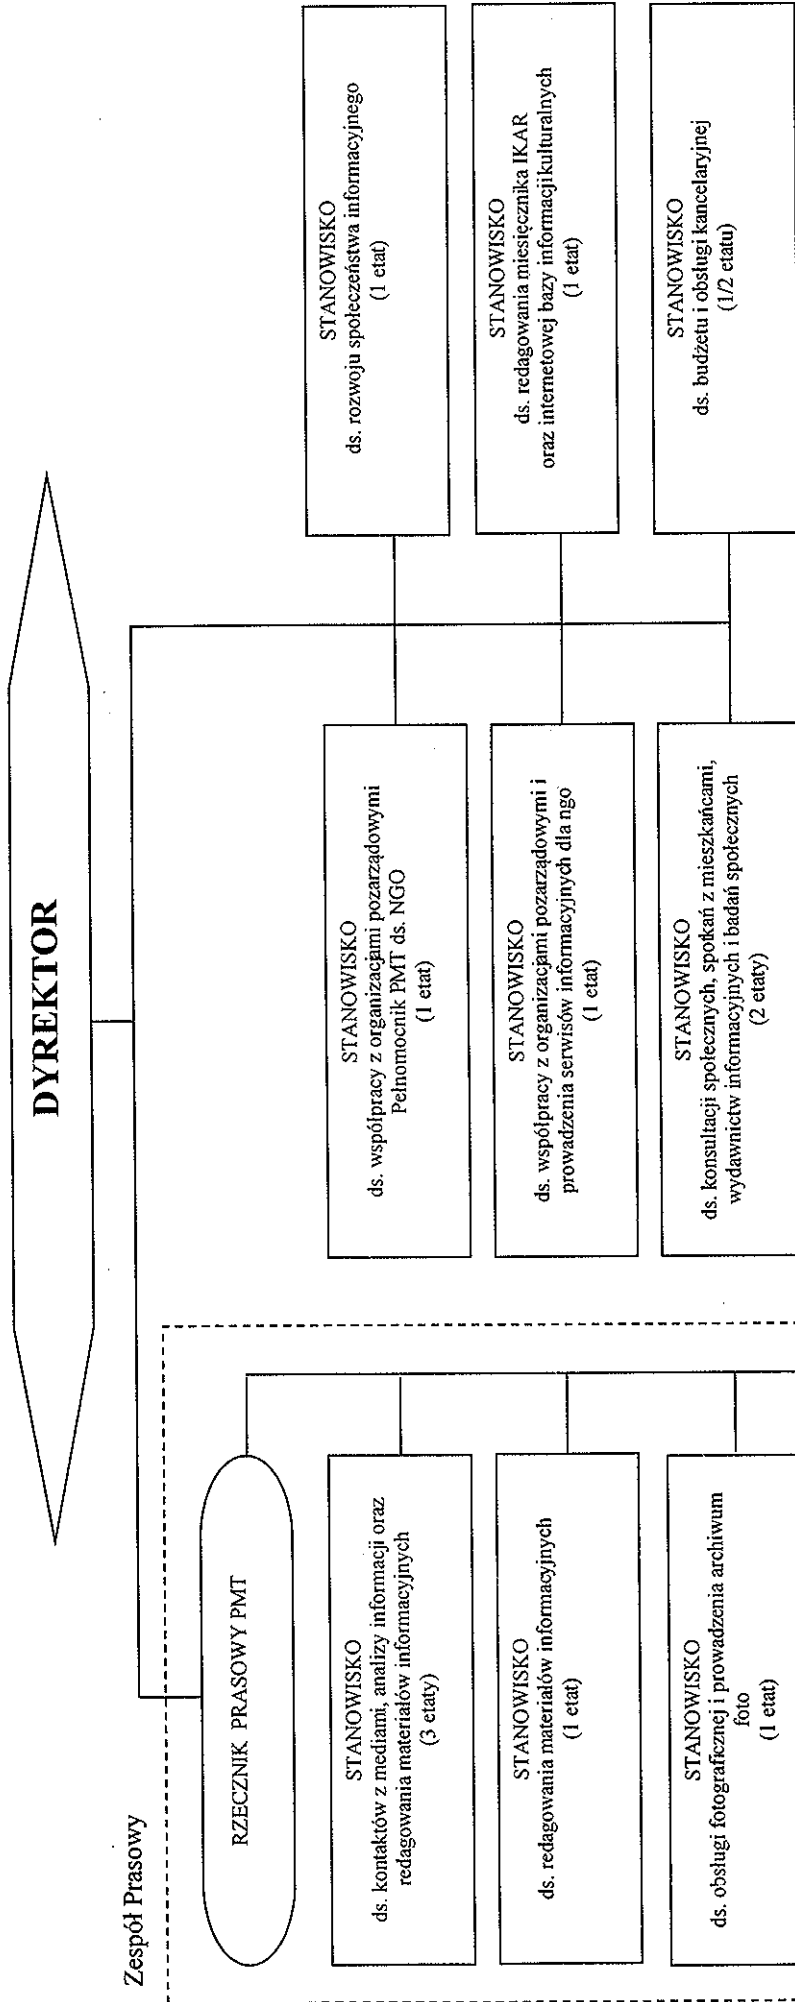 DYREKTOR
Zespół Prasowy
RZECZNIK PRASOWY PMT
STANOWISKO
ds. kontaktów z mediami, analizy informacji oraz
redagowania materiałów informacyjnych
(3 etaty)
STANOWISKO
ds. redagowania materiałów informacyjnych
(1 etat)
STANOWISKO
ds. obsługi fotograficznej i prowadzenia archiwum
foto
(1 etat)
STANOWISKO
ds. współpracy z organizacjami pozarządowymi
Pełnomocnik PMT ds. NGO
(1 etat)
STANOWISKO
ds. współpracy z organizacjami pozarządowymi i
prowadzenia serwisów informacyjnych dla ngo
(1 etat)
STANOWISKO
ds. konsultacji społecznych, spotkań z mieszkańcami,
wydawnictw informacyjnych i badań społecznych
(2 etaty)
STANOWISKO
ds. rozwoju społeczeństwa informacyjnego
(1 etat)
STANOWISKO
ds. redagowania miesięcznika IKAR
oraz internetowej bazy informacji kulturalnych
(1 etat)
STANOWISKO
ds. budżetu i obsługi kancelaryjnej
(1/2 etatu)